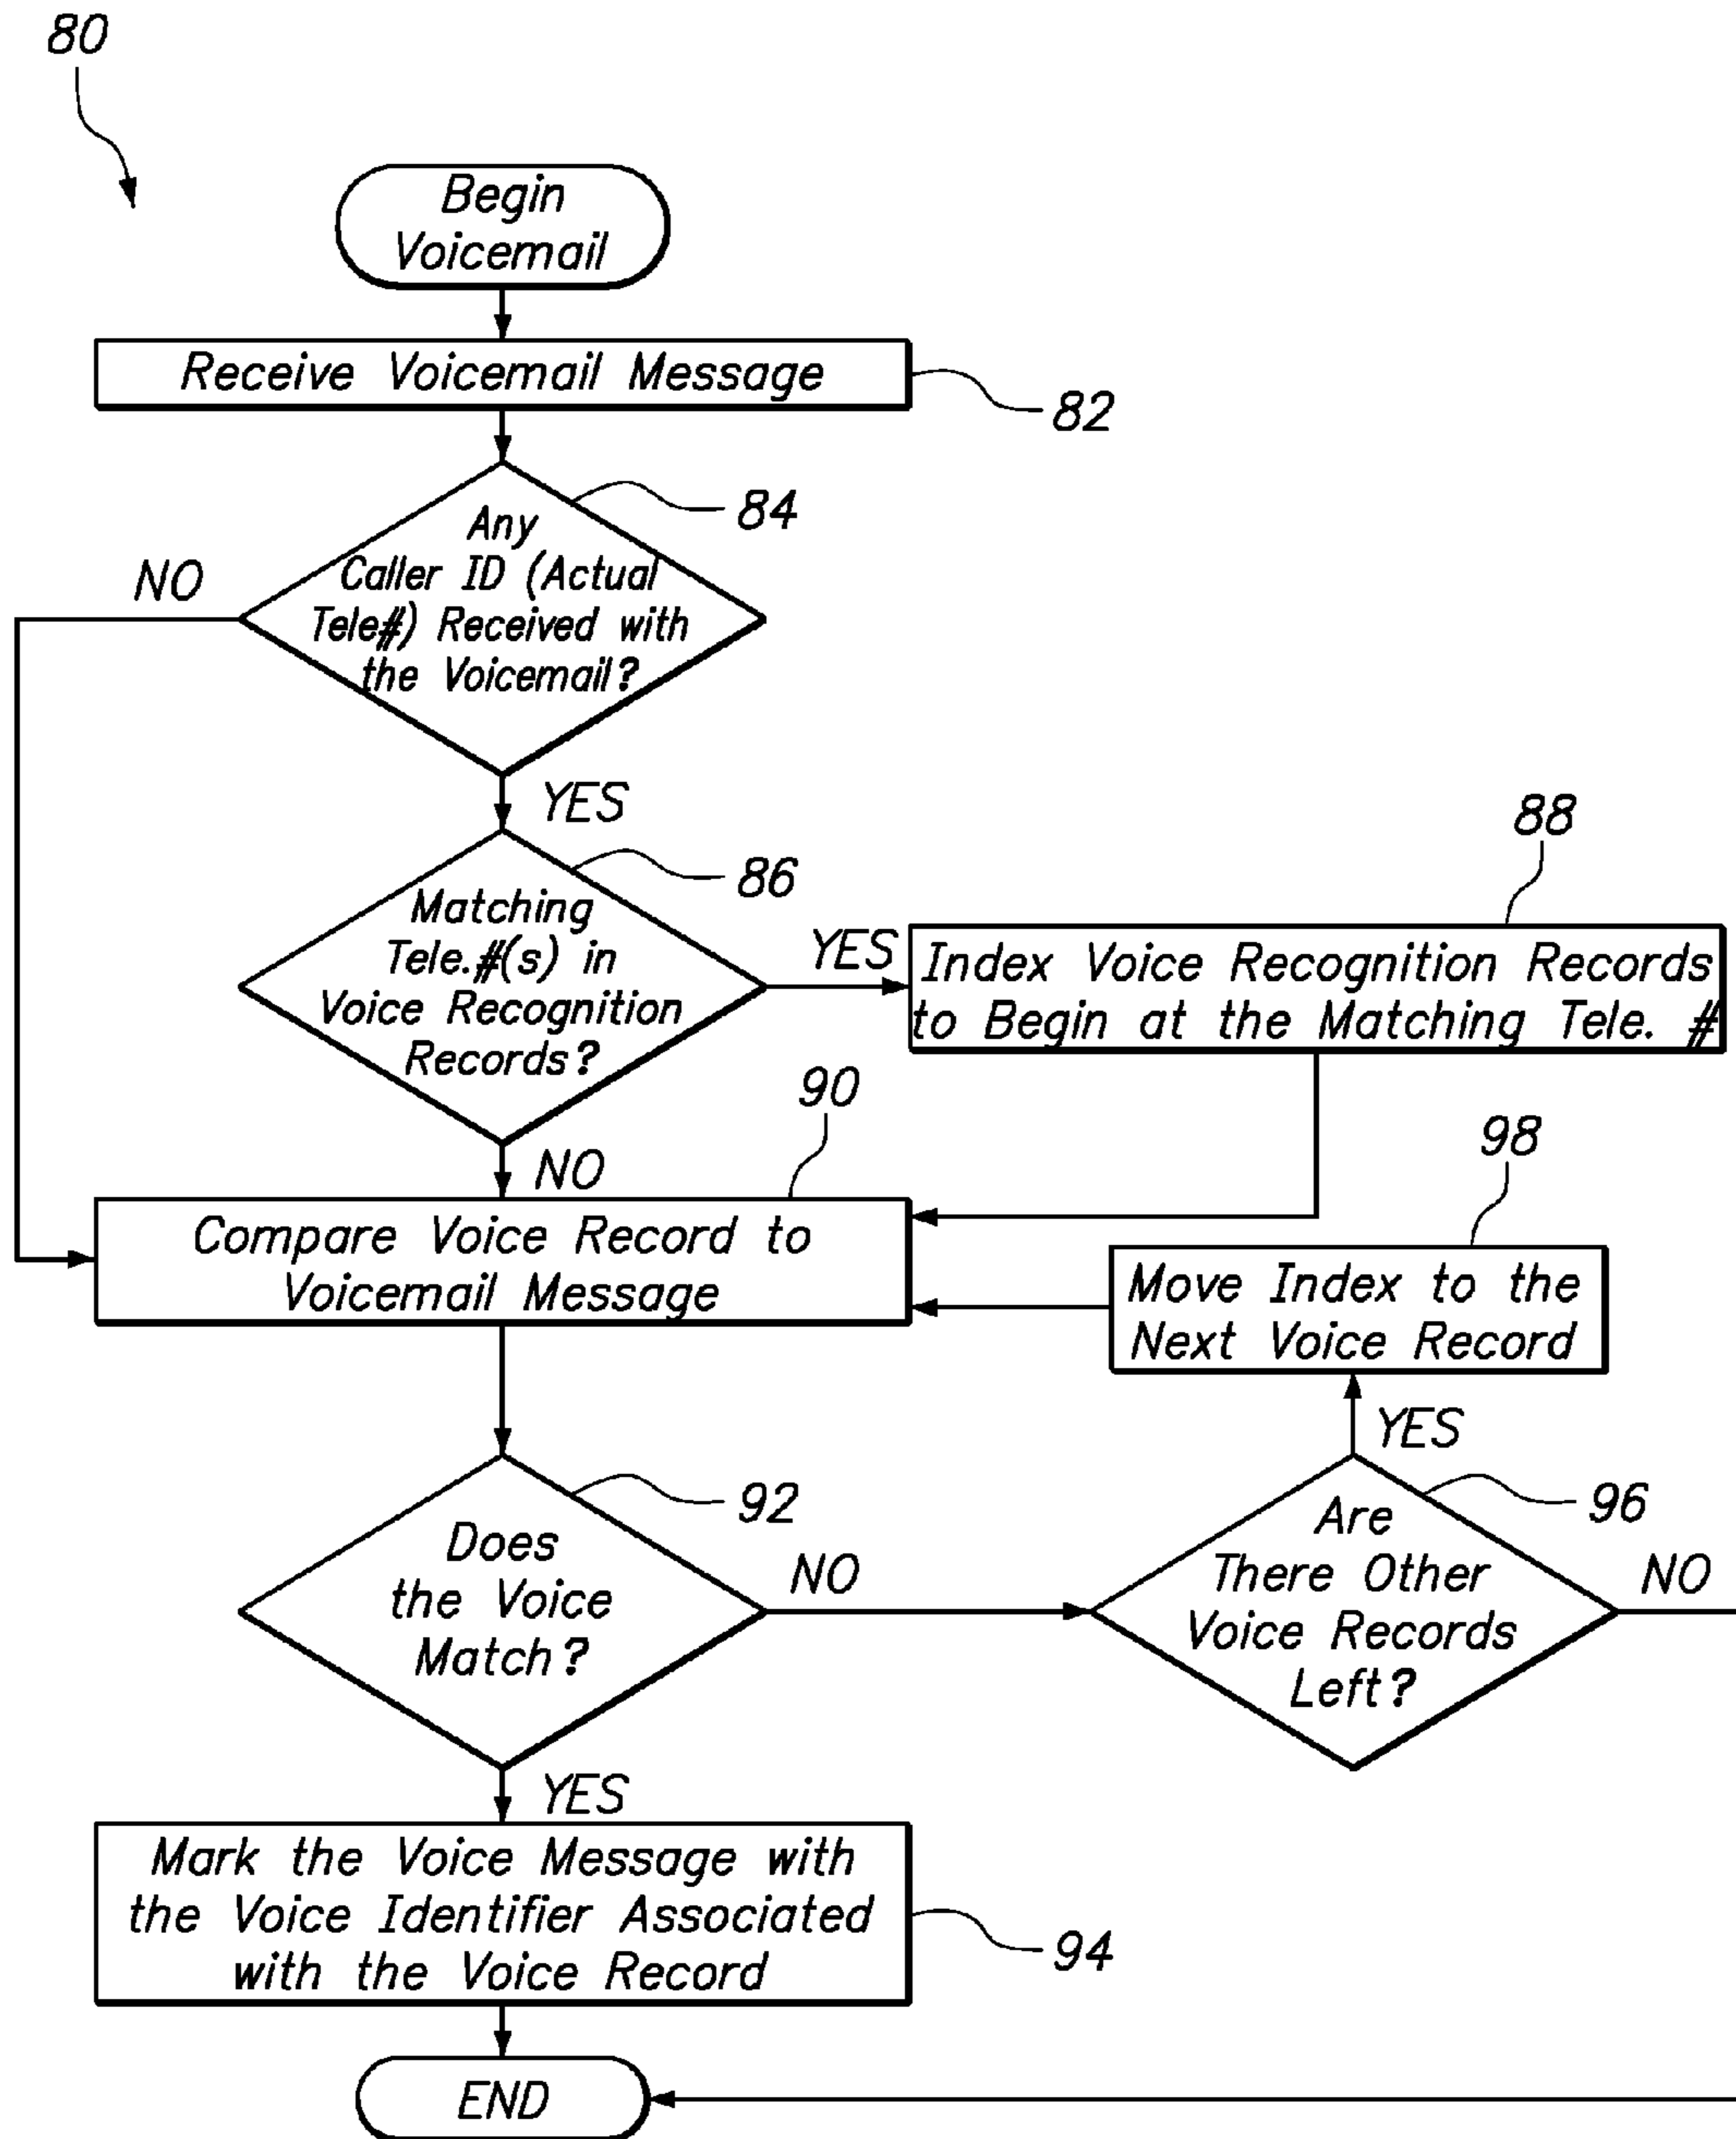 80
Begin
Voicemail
Receive Voicemail Message
82
84
Any
Caller ID (Actual
Tele#) Received with
the Voicemail?
NO
YES
86
Matching
Tele.#(s) in
Voice Recognition
Records?
YES
88
Index Voice Recognition Records
to Begin at the Matching Tele. #
NO
90
Compare Voice Record to
Voicemail Message
98
Move Index to the
Next Voice Record
YES
92
Does
the Voice
Match?
NO
96
Are
There Other
Voice Records
Left?
NO
YES
Mark the Voice Message with
the Voice Identifier Associated
with the Voice Record
94
END